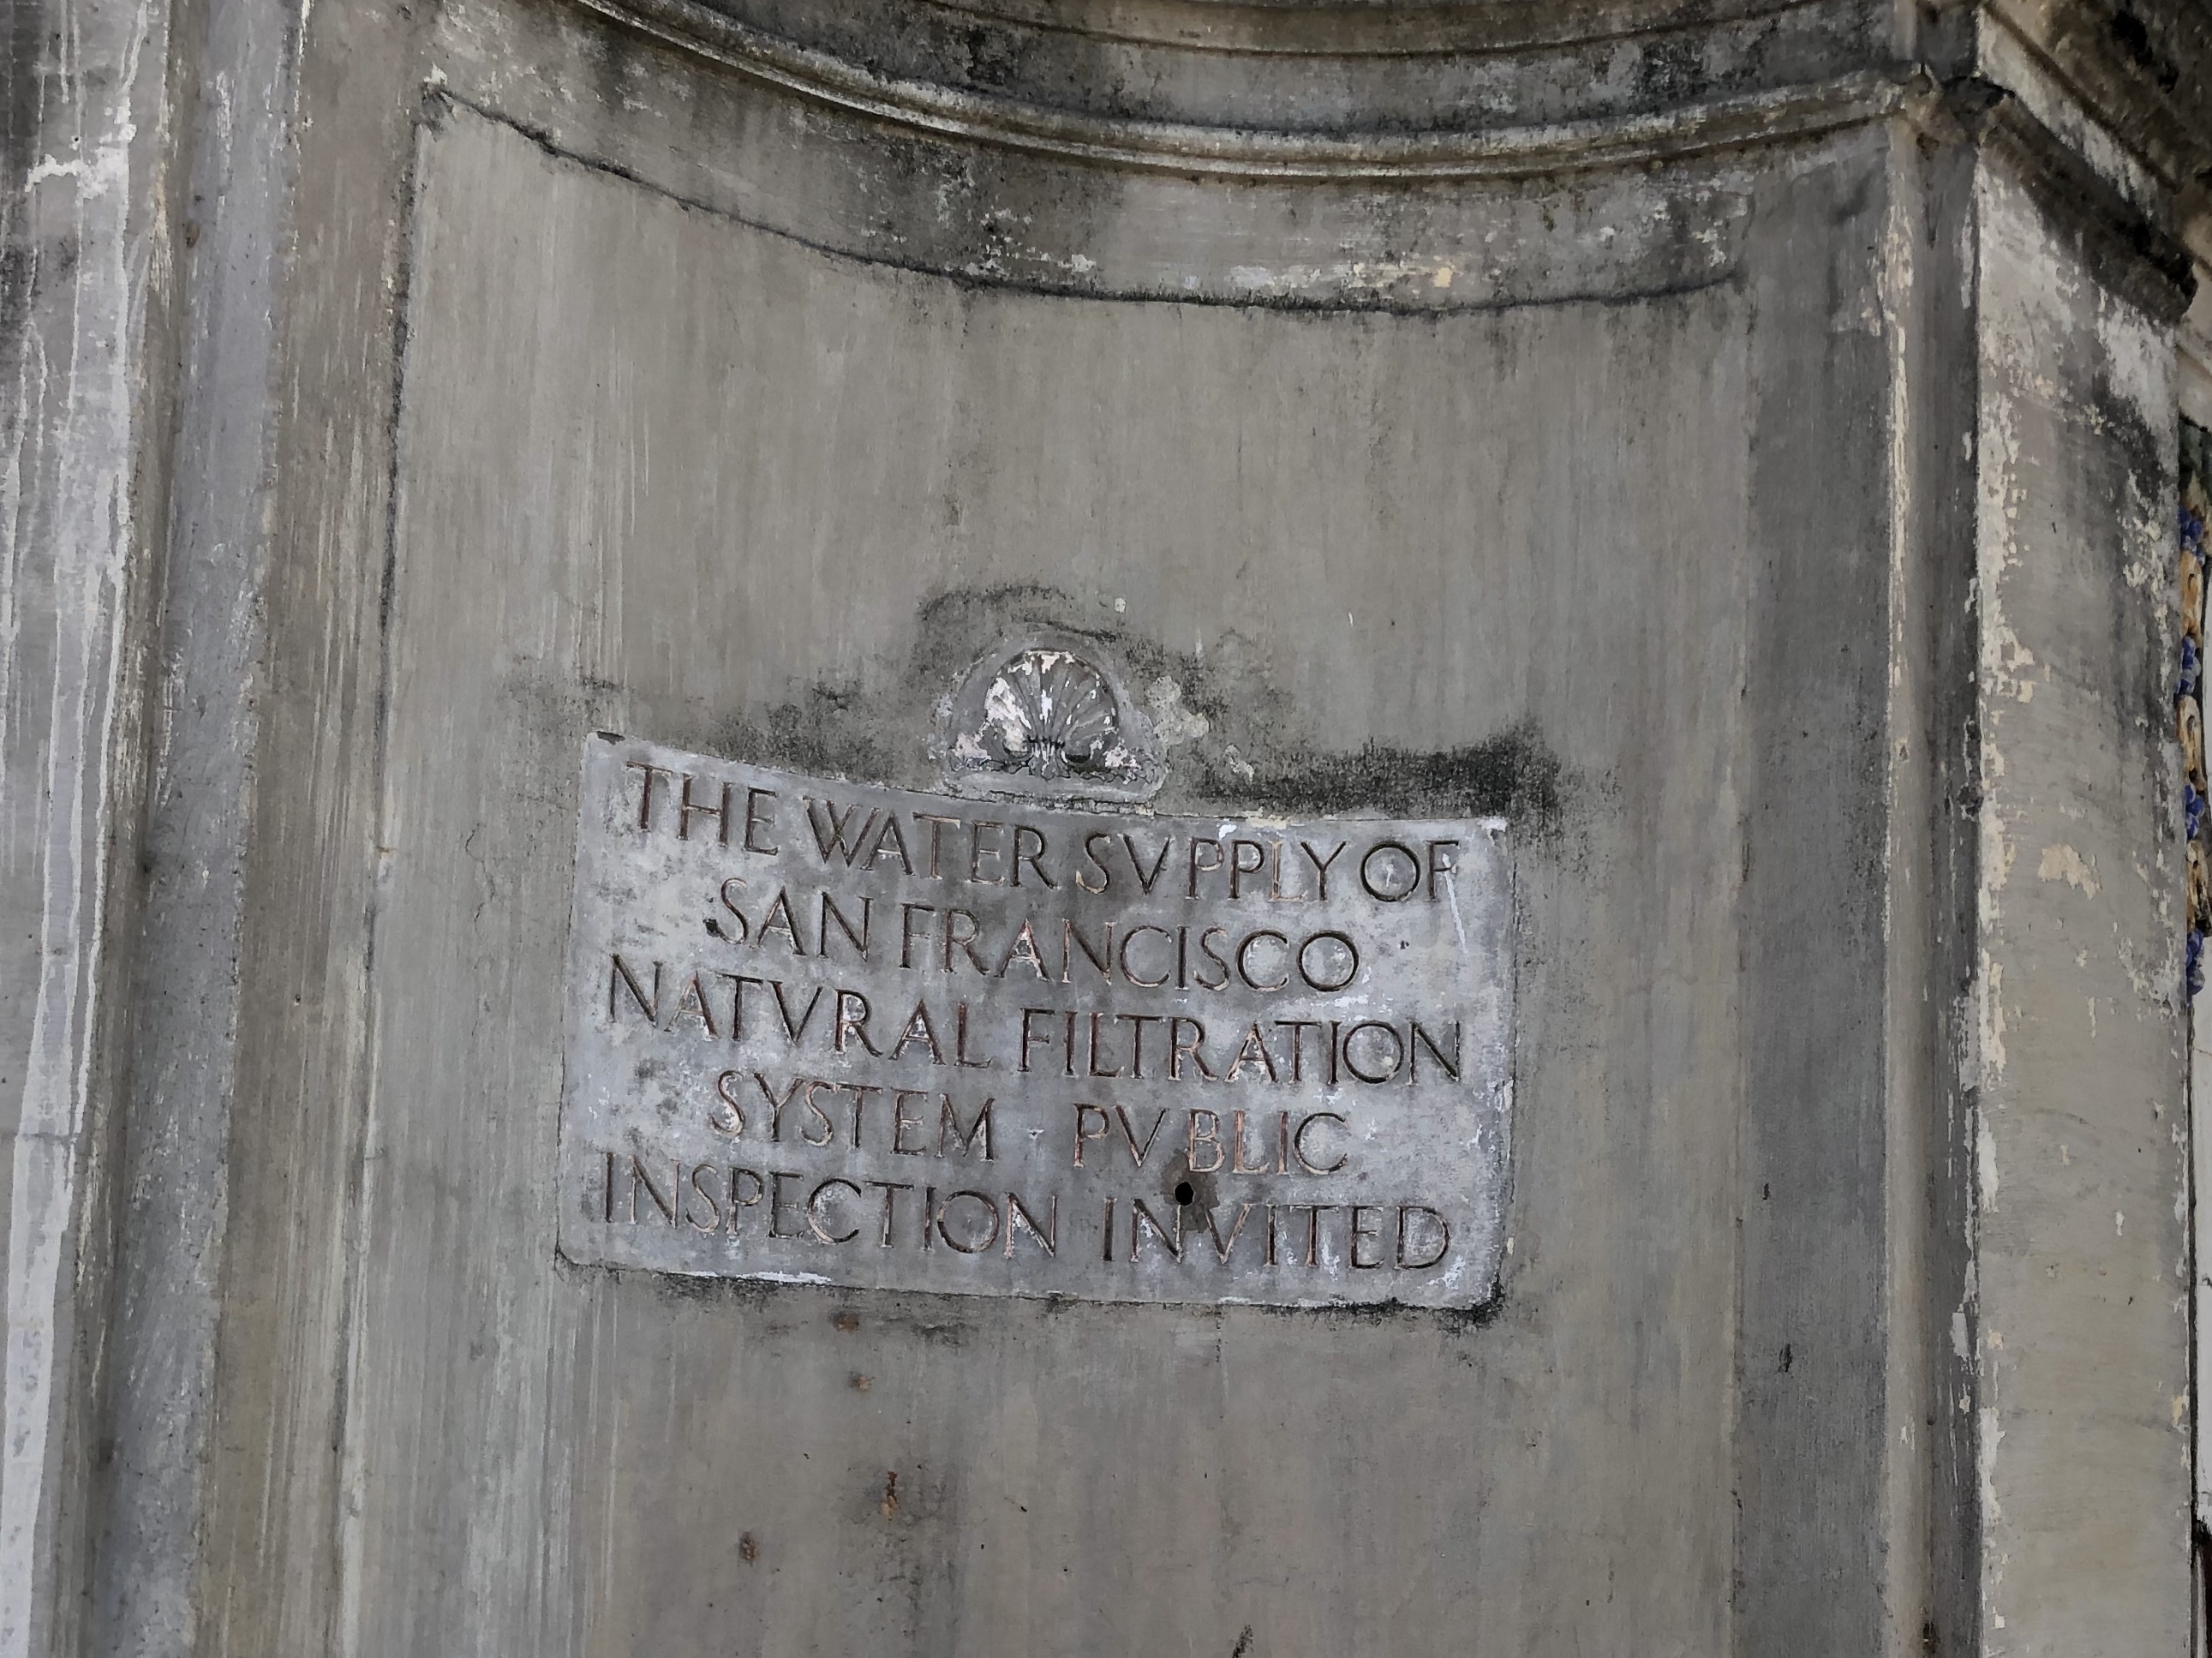 THE WATER SVPPLY OF
SAN FRANCISCO
NATVRAL FILTRATION
SYSTEM · PVBLIC
INSPECTION INVITED